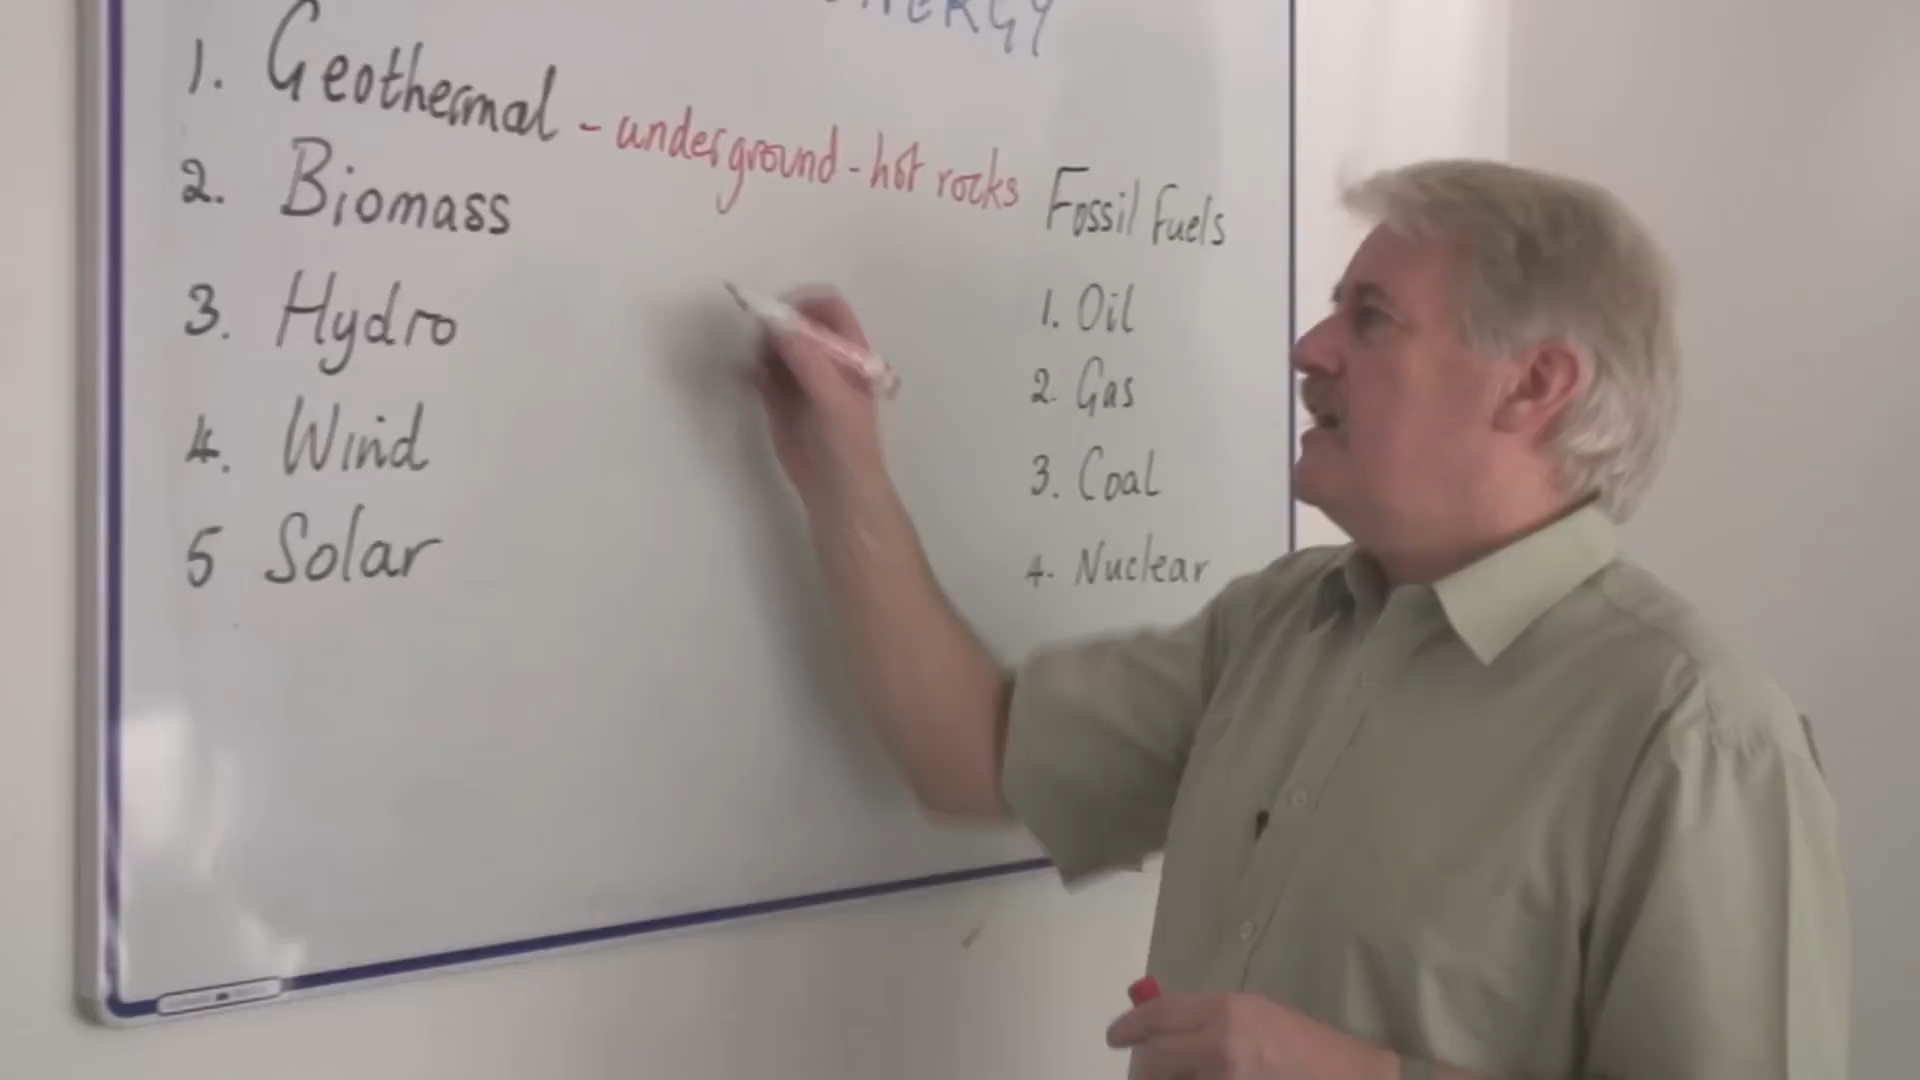 ENERGY
1. Geothermal - underground - hot rocks
2. Biomass
3. Hydro
4. Wind
5 Solar
Fossil fuels
1. Oil
2. Gas
3. Coal
4. Nuclear